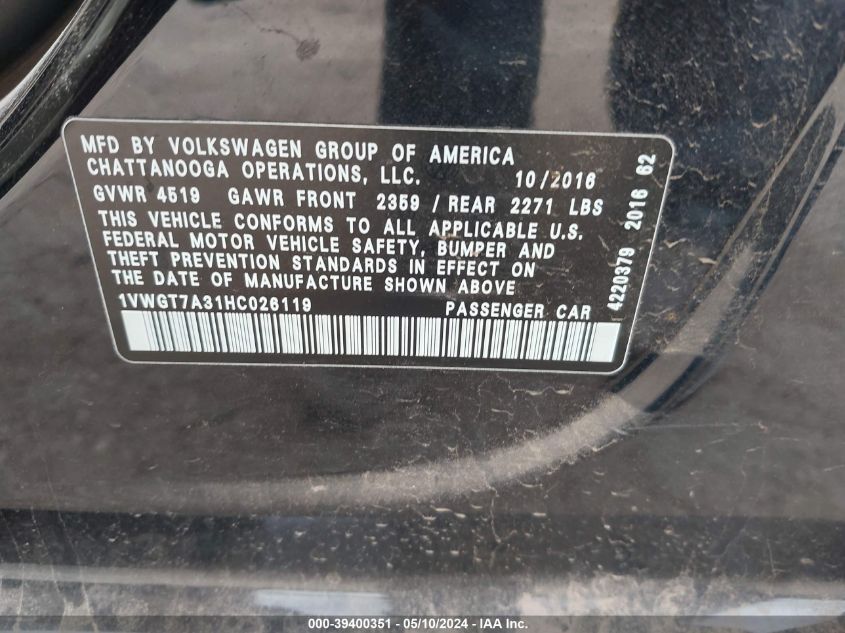 MFD BY VOLKSWAGEN GROUP OF AMERICA
CHATTANOOGA OPERATIONS, LLC. 10/2016
GVWR 4519 GAWR FRONT 2359 / REAR 2271 LBS
THIS VEHICLE CONFORMS TO ALL APPLICABLE U.S.
FEDERAL MOTOR VEHICLE SAFETY, BUMPER AND
THEFT PREVENTION STANDARDS IN EFFECT ON
THE DATE OF MANUFACTURE SHOWN ABOVE
1VWGT7A31HC026119 PASSENGER CAR
4220379 2016 62
000-39400351 - 05/10/2024 - IAA Inc.